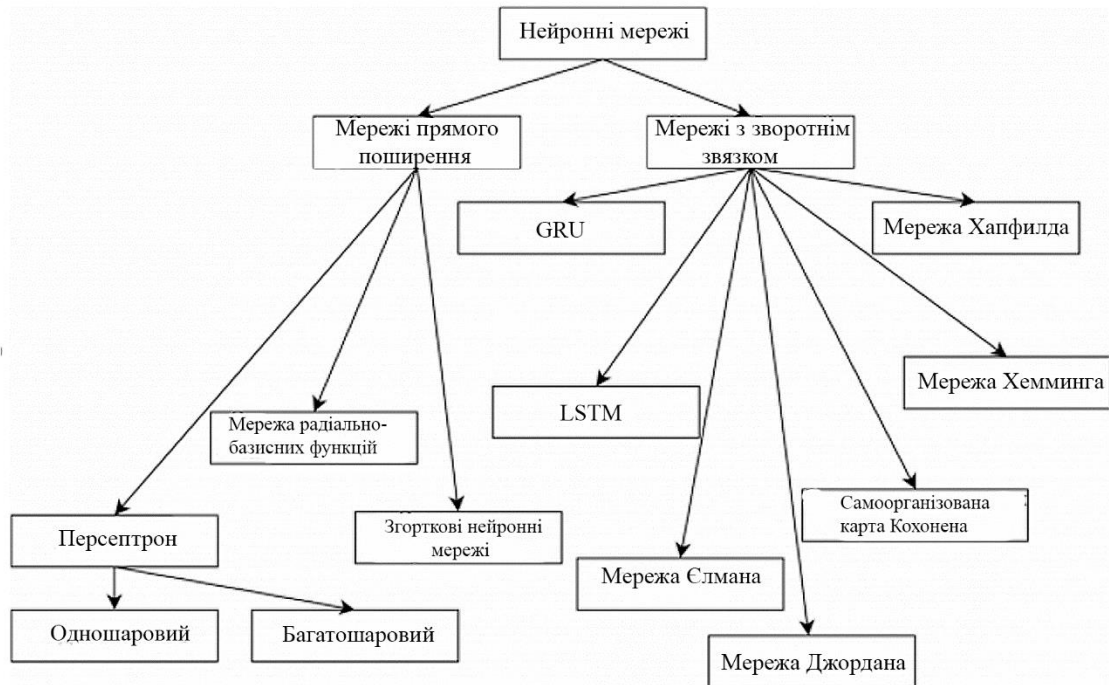 Нейронні мережі
Мережі прямого
поширення
Мережі з зворотнім
звязком
GRU
Мережа Хапфилда
Мережа Хемминга
LSTM
Мережа радіально-
базисних функцій
Самоорганізована
карта Кохонена
Персептрон
Згорткові нейронні
мережі
Мережа Єлмана
Одношаровий
Багатошаровий
Мережа Джордана